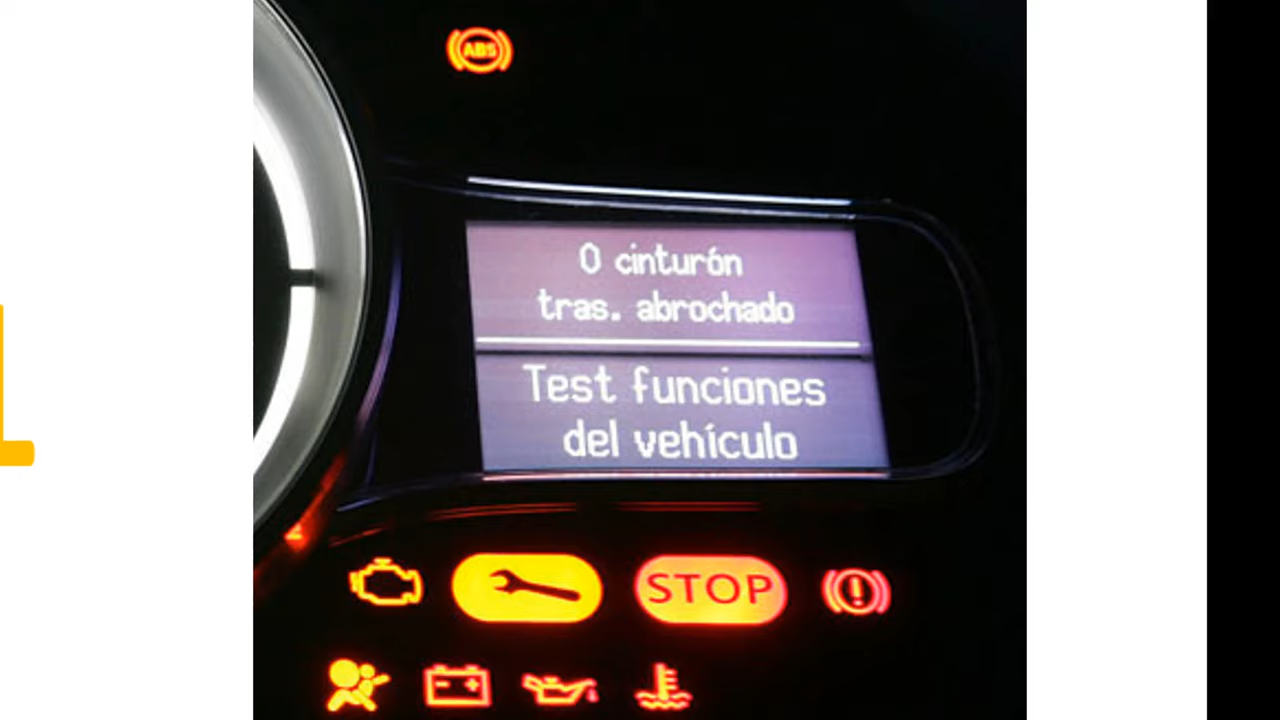 ABS
0 cinturón
tras. abrochado
Test funciones
del vehículo
STOP